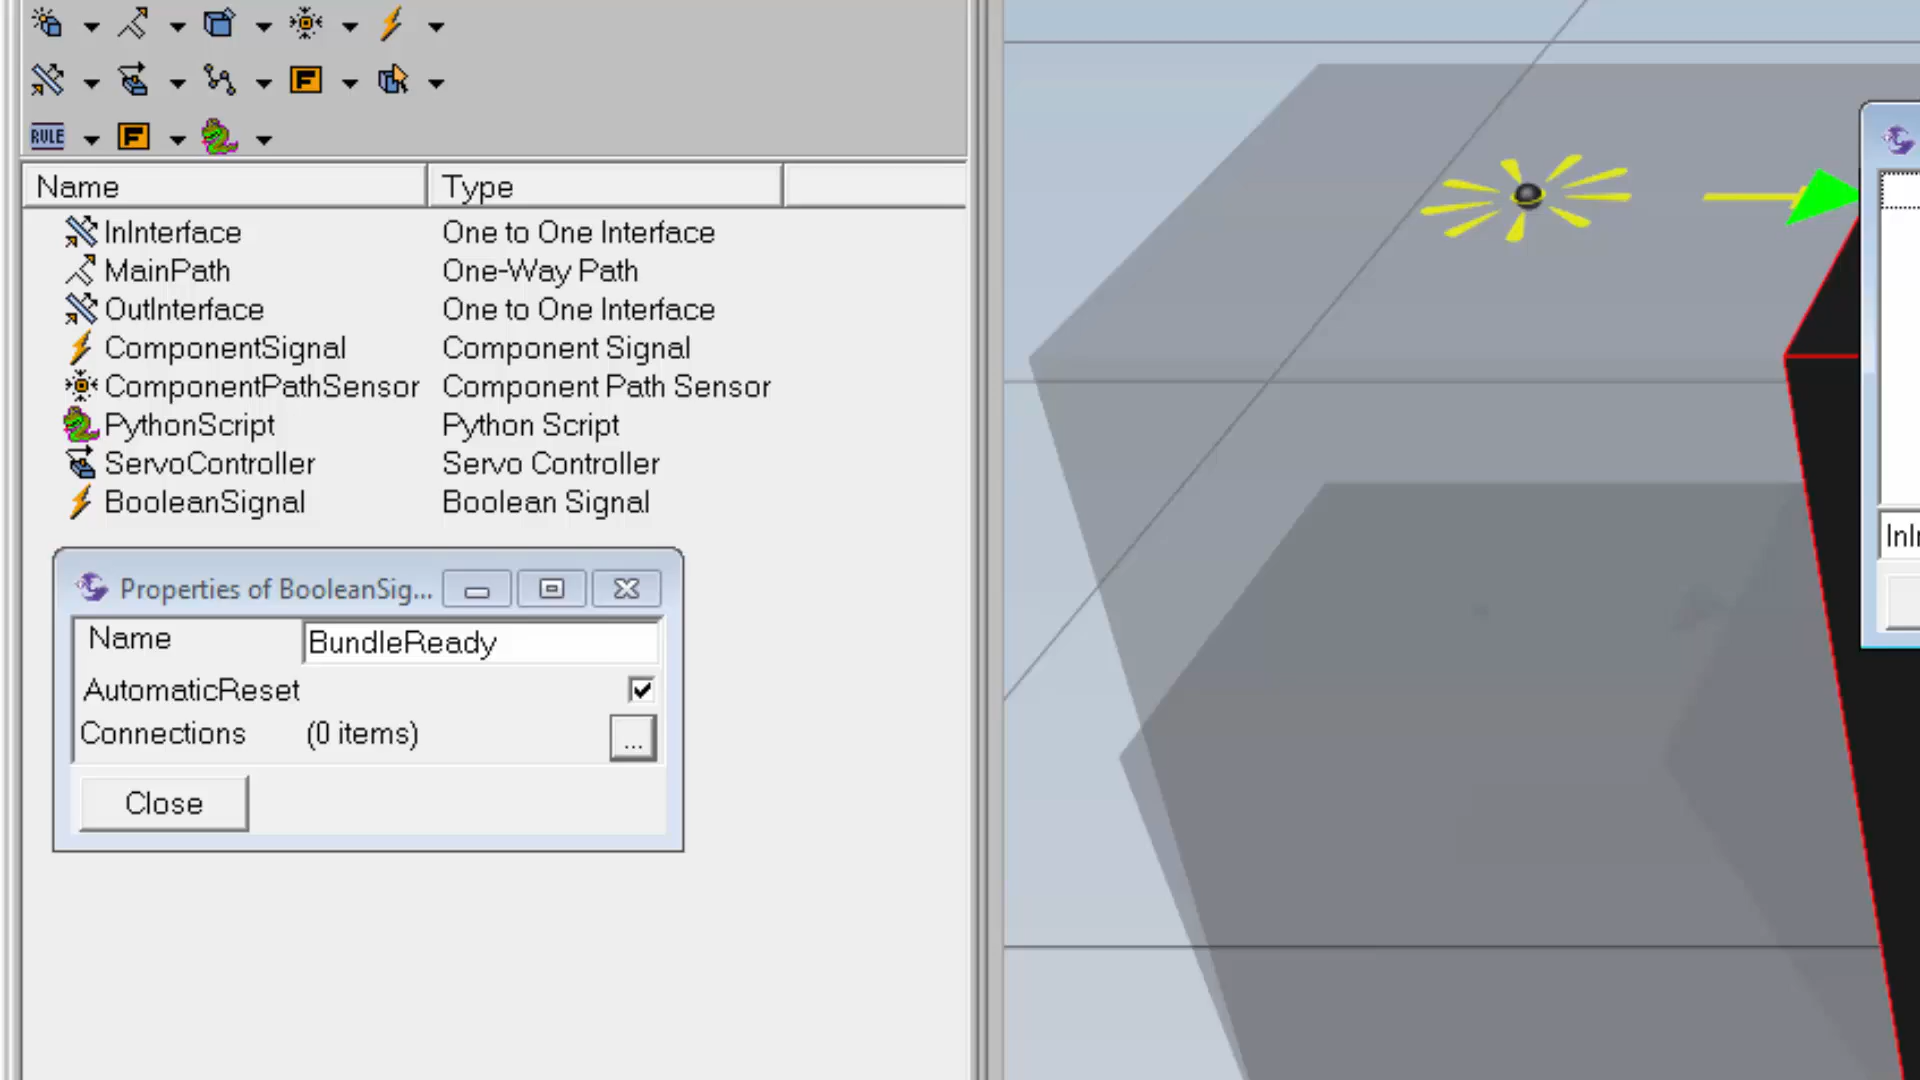 F
RULE F
Name Type
InInterface One to One Interface
MainPath One-Way Path
OutInterface One to One Interface
ComponentSignal Component Signal
ComponentPathSensor Component Path Sensor
PythonScript Python Script
ServoController Servo Controller
BooleanSignal Boolean Signal
Properties of BooleanSig...
Name BundleReady
AutomaticReset
Connections (0 items) ...
Close